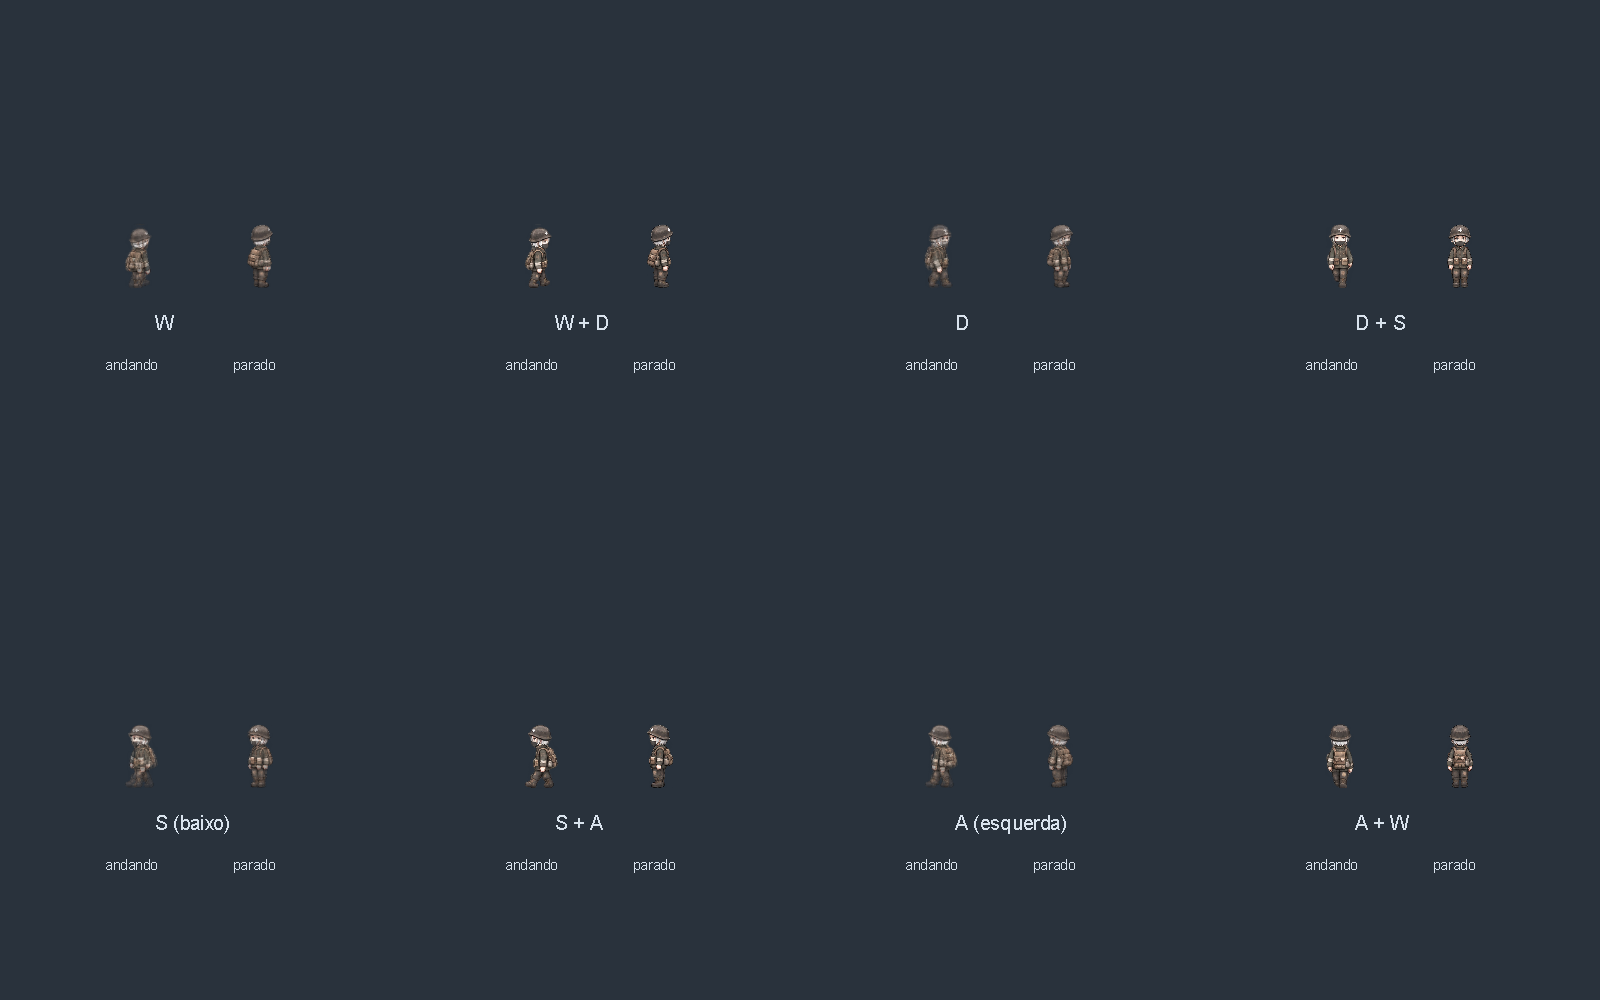 W
W + D
D
D + S
andando parado
andando parado
andando parado
andando parado
S (baixo)
S + A
A (esquerda)
A + W
andando parado
andando parado
andando parado
andando parado